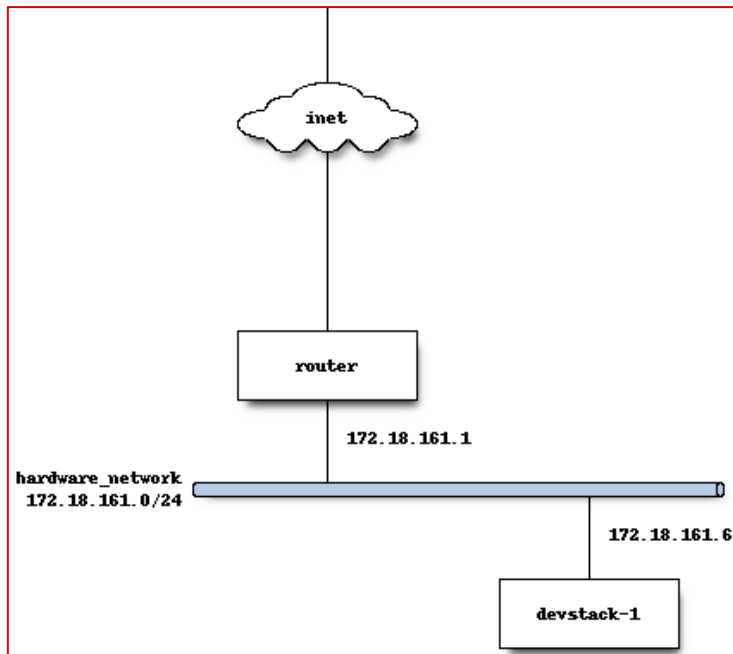 inet
router
172.18.161.1
hardware_network
172.18.161.0/24
172.18.161.6
devstack-1